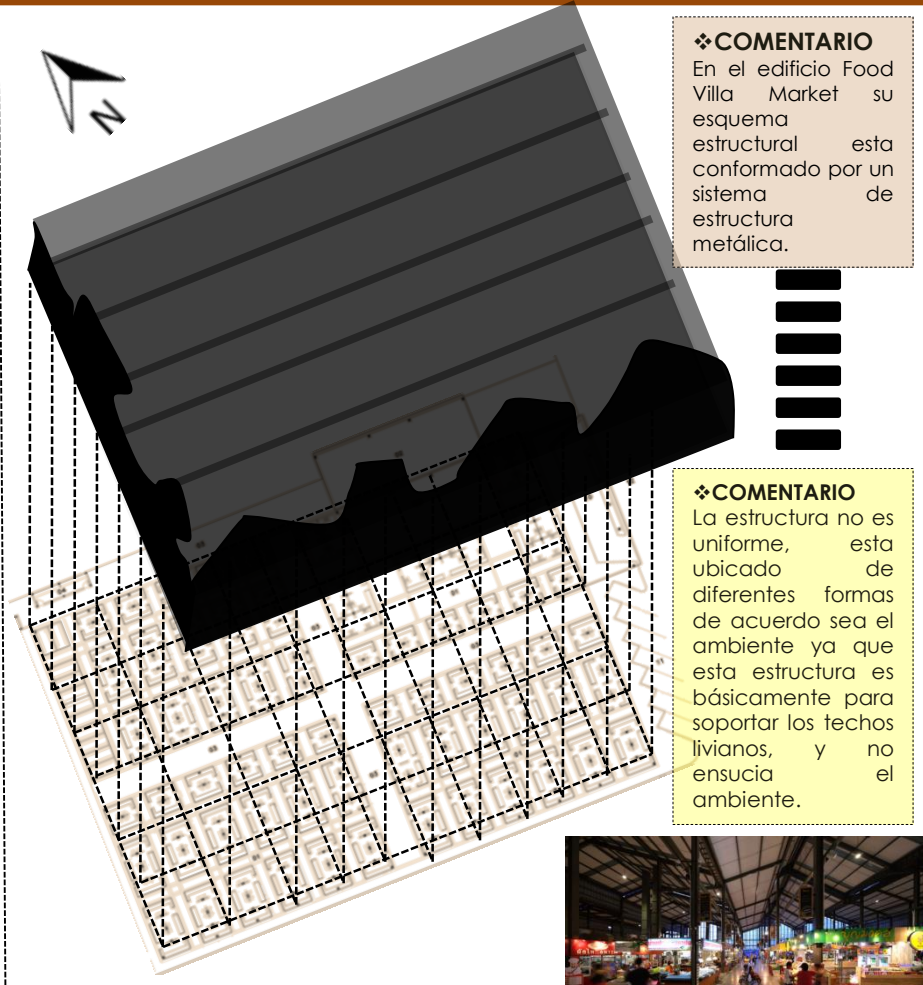 N
❖COMENTARIO
En el edificio Food
Villa Market su
esquema
estructural esta
conformado por un
sistema de
estructura
metálica.
❖COMENTARIO
La estructura no es
uniforme, esta
ubicado de
diferentes formas
de acuerdo sea el
ambiente ya que
esta estructura es
básicamente para
soportar los techos
livianos, y no
ensucia el
ambiente.